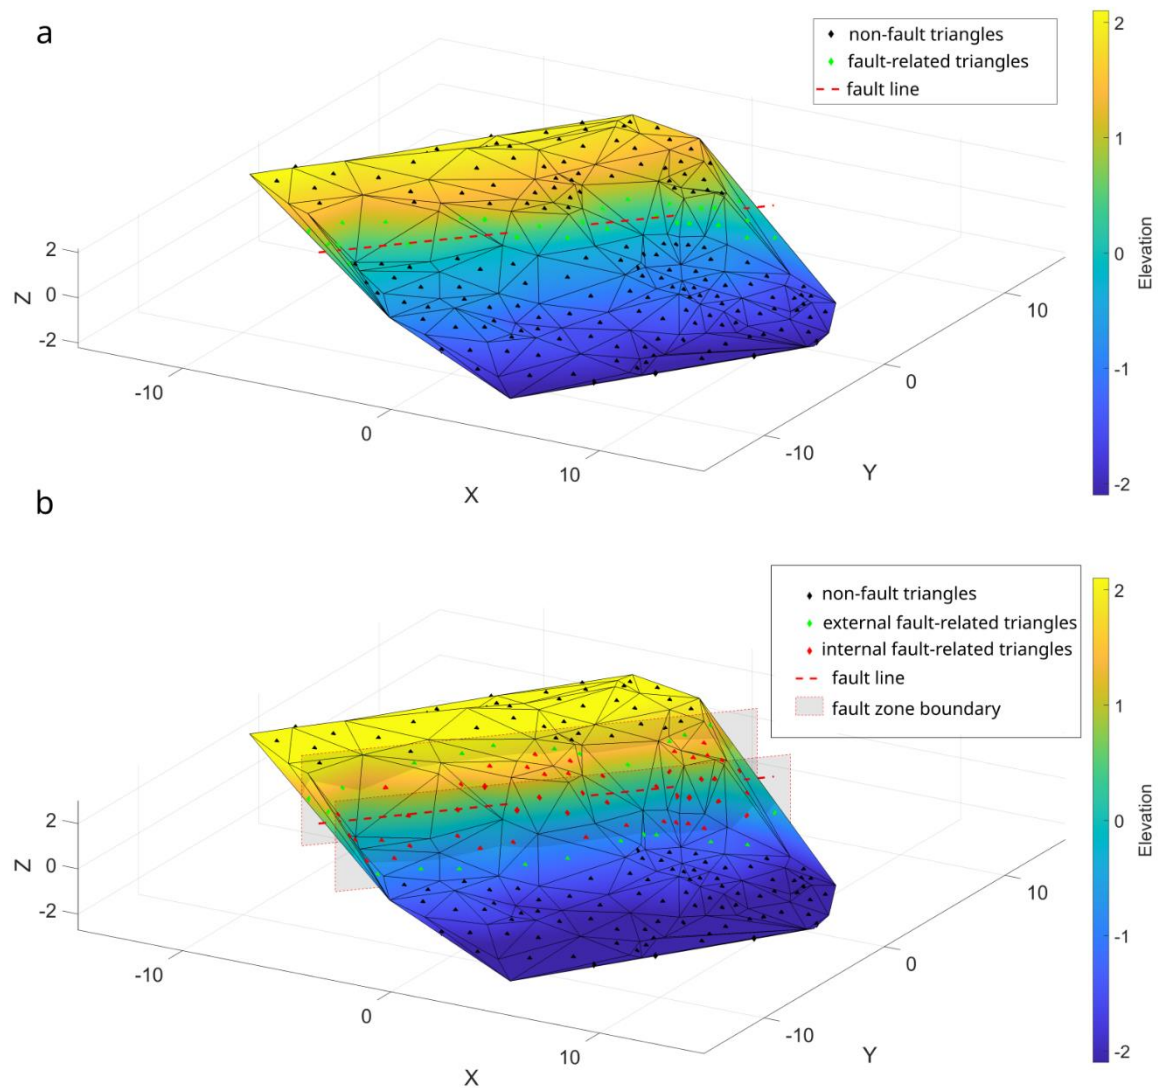 a
non-fault triangles
fault-related triangles
fault line
2
1
0
-1
-2
Elevation
2
0
-2
Z
-10
0
10
X
10
0
-10
Y
b
non-fault triangles
external fault-related triangles
internal fault-related triangles
fault line
fault zone boundary
2
1
0
-1
-2
Elevation
2
0
-2
Z
-10
0
10
X
10
0
-10
Y